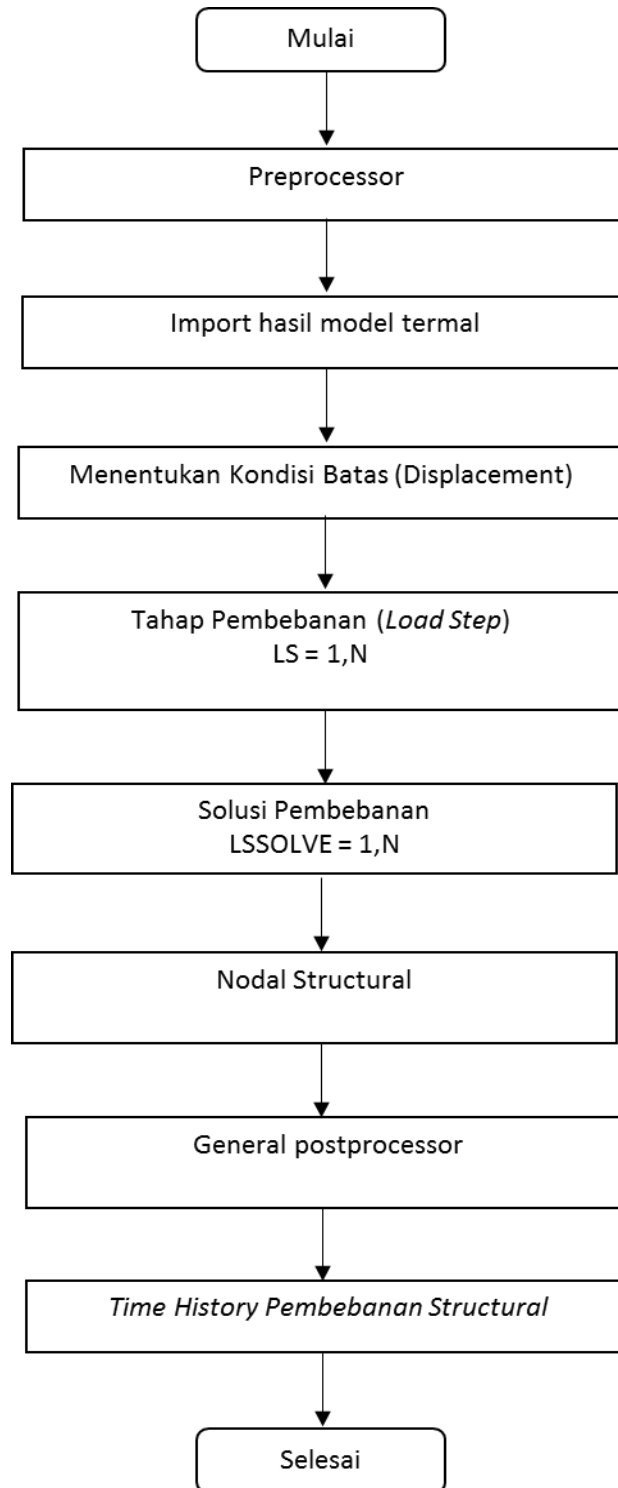 Mulai
Preprocessor
Import hasil model termal
Menentukan Kondisi Batas (Displacement)
Tahap Pembebanan (Load Step)
LS = 1,N
Solusi Pembebanan
LSSOLVE = 1,N
Nodal Structural
General postprocessor
Time History Pembebanan Structural
Selesai